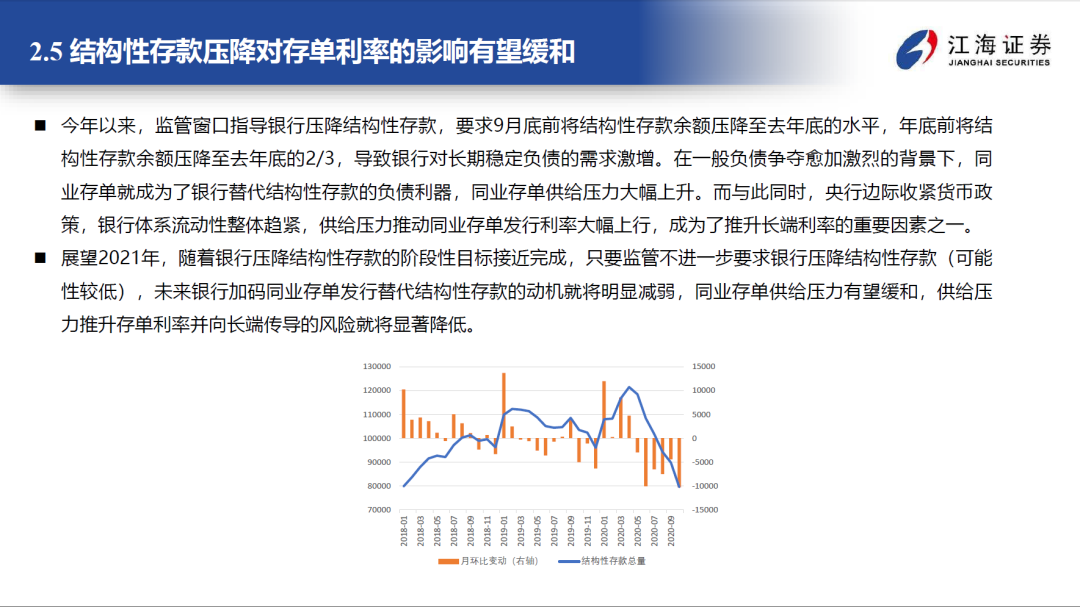 2.5 结构性存款压降对存单利率的影响有望缓和
江海证券
JIANGHAI SECURITIES
■ 今年以来，监管窗口指导银行压降结构性存款，要求9月底前将结构性存款余额压降至去年底的水平，年底前将结
构性存款余额压降至去年底的2/3，导致银行对长期稳定负债的需求激增。在一般负债争夺愈加激烈的背景下，同
业存单就成为了银行替代结构性存款的负债利器，同业存单供给压力大幅上升。而与此同时，央行边际收紧货币政
策，银行体系流动性整体趋紧，供给压力推动同业存单发行利率大幅上行，成为了推升长端利率的重要因素之一。
■ 展望2021年，随着银行压降结构性存款的阶段性目标接近完成，只要监管不进一步要求银行压降结构性存款（可能
性较低），未来银行加码同业存单发行替代结构性存款的动机就将明显减弱，同业存单供给压力有望缓和，供给压
力推升存单利率并向长端传导的风险就将显著降低。
130000
120000
110000
100000
90000
80000
70000
15000
10000
5000
0
-5000
-10000
-15000
2018-01
2018-03
2018-05
2018-07
2018-09
2018-11
2019-01
2019-03
2019-05
2019-07
2019-09
2019-11
2020-01
2020-03
2020-05
2020-07
2020-09
月环比变动（右轴）
结构性存款总量